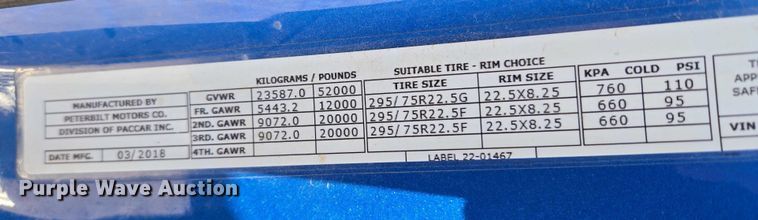 KILOGRAMS / POUNDS SUITABLE TIRE - RIM CHOICE
TIRE SIZE RIM SIZE KPA COLD PSI
MANUFACTURED BY
PETERBILT MOTORS CO.
DIVISION OF PACCAR INC.
DATE MFG. 03/2018
GVWR 23587.0 52000
FR. GAWR 5443.2 12000 295/75R22.5G 22.5X8.25 760 110
2ND. GAWR 9072.0 20000 295/75R22.5F 22.5X8.25 660 95
3RD. GAWR 9072.0 20000 295/75R22.5F 22.5X8.25 660 95
4TH. GAWR
LABEL 22-01467
VIN
Purple Wave Auction